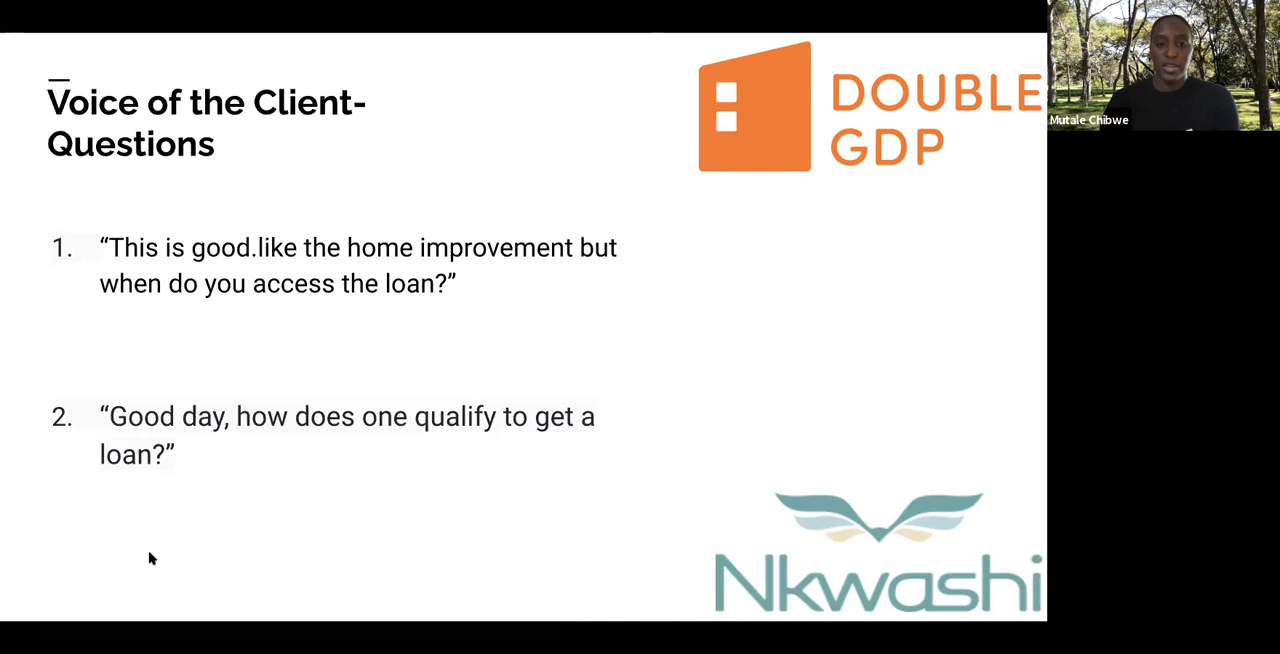 Voice of the Client-
Questions
DOUBLE
GDP
Mutale Chibwe
1. “This is good.like the home improvement but
when do you access the loan?”
2. “Good day, how does one qualify to get a
loan?”
Nkwashi